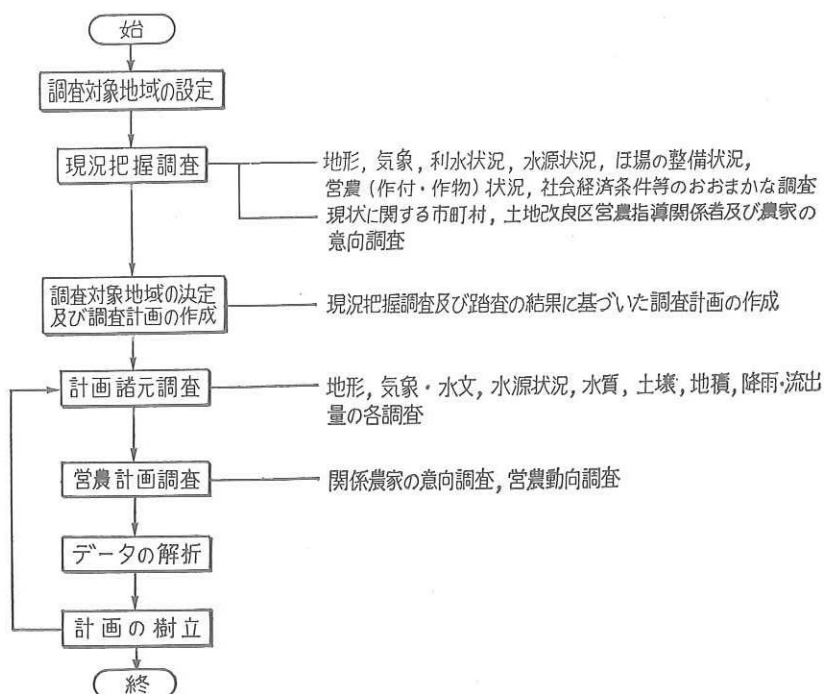 始
調査対象地域の設定
現況把握調査
地形, 気象, 利水状況, 水源状況, ほ場の整備状況,
営農(作付・作物)状況, 社会経済条件等のおおまかな調査
現状に関する市町村, 土地改良区営農指導関係者及び農家の
意向調査
調査対象地域の決定
及び調査計画の作成
現況把握調査及び踏査の結果に基づいた調査計画の作成
計画諸元調査
地形, 気象・水文, 水源状況, 水質, 土壌, 地積, 降雨・流出
量の各調査
営農計画調査
関係農家の意向調査, 営農動向調査
データの解折
計画の樹立
終